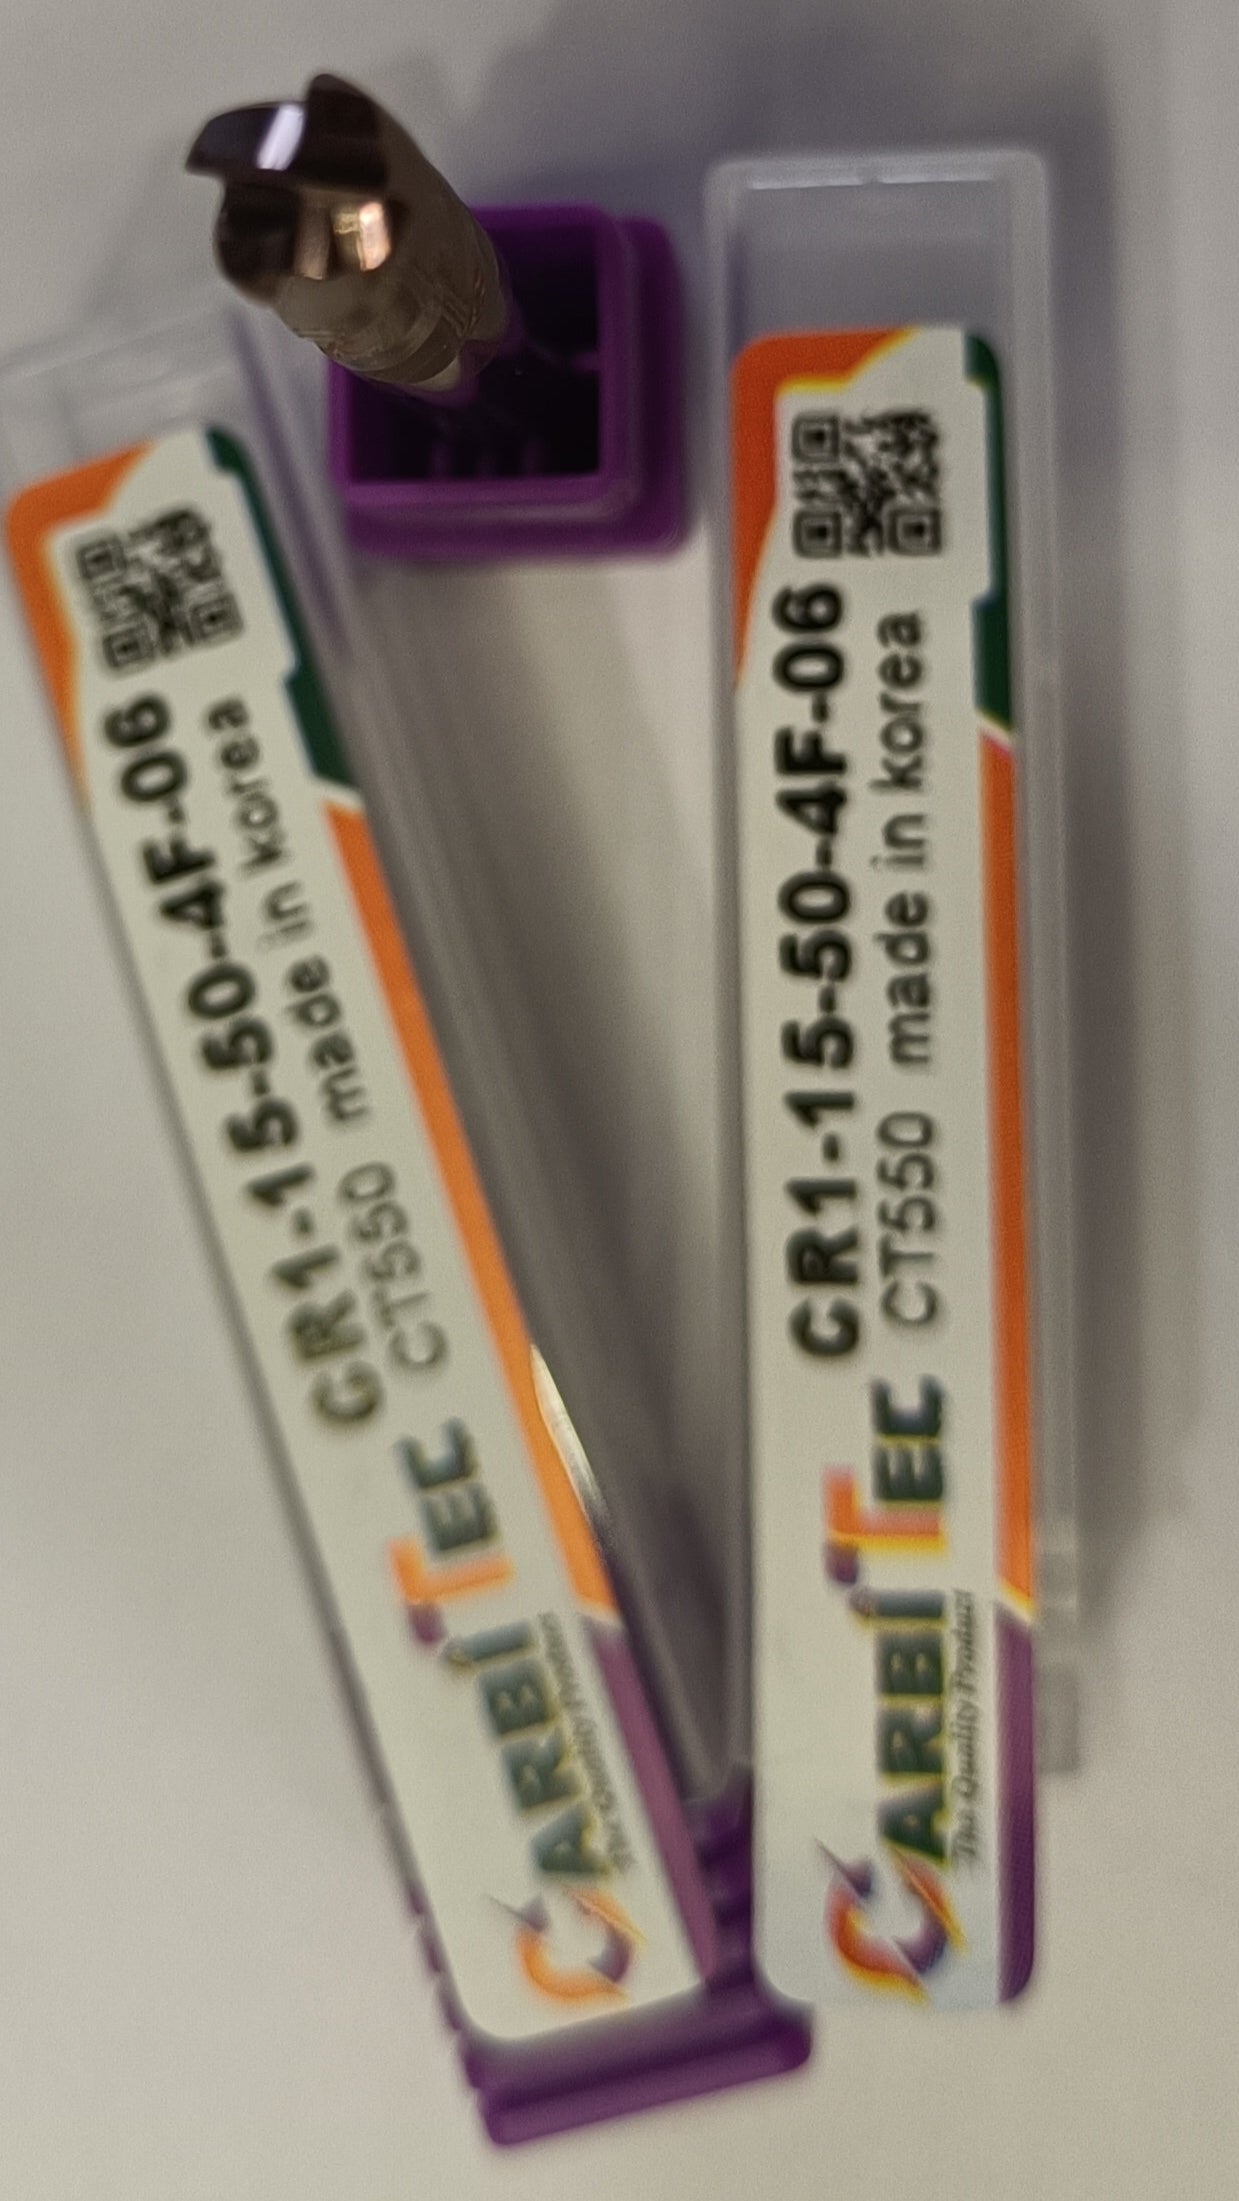 CR1-15-50-4F-06
CT550 made in korea
CARBITEC
The Quality Product
CR1-15-50-4F-06
CT550 made in korea
CARBITEC
The Quality Product